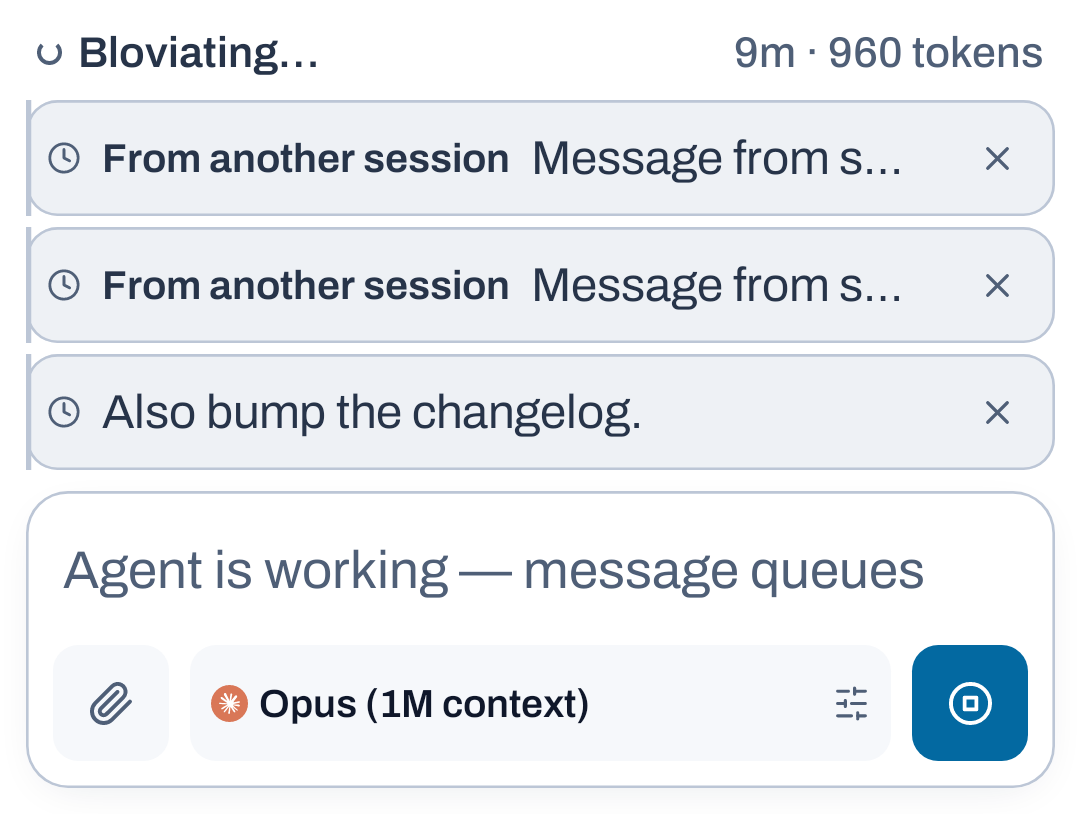 Bloviating… 9m · 960 tokens
From another session Message from s…
From another session Message from s…
Also bump the changelog.
Agent is working — message queues
Opus (1M context)